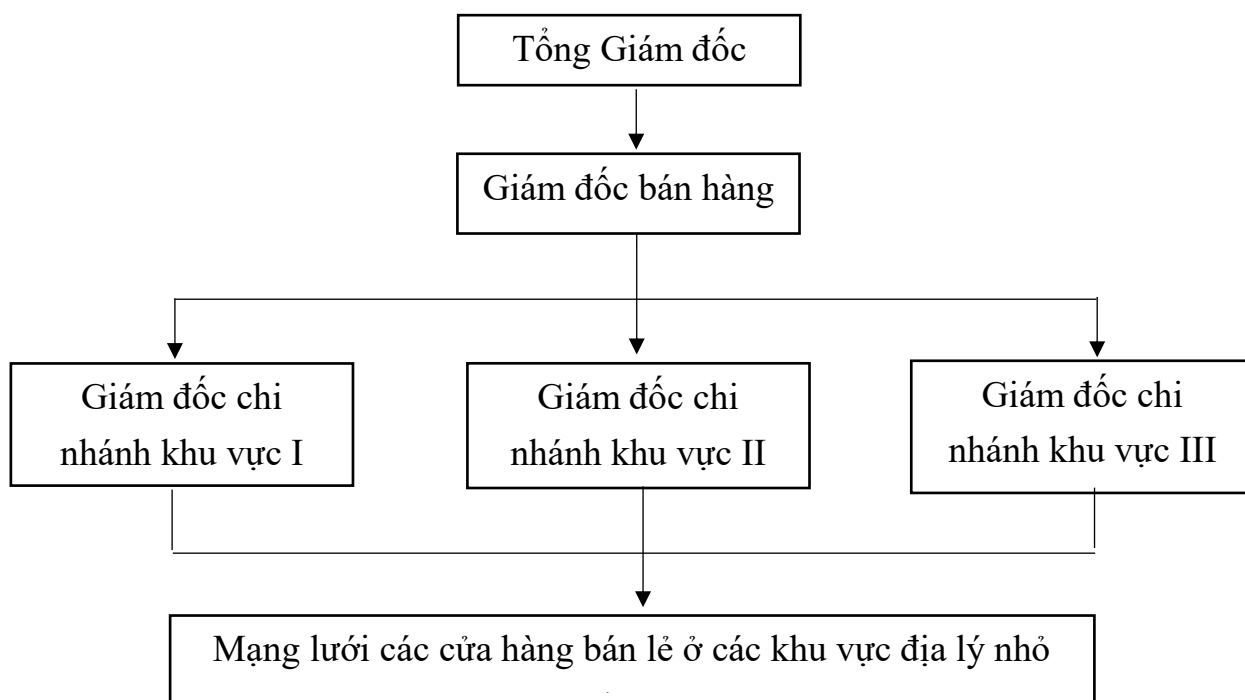 Tổng Giám đốc
Giám đốc bán hàng
Giám đốc chi
nhánh khu vực I
Giám đốc chi
nhánh khu vực II
Giám đốc chi
nhánh khu vực III
Mạng lưới các cửa hàng bán lẻ ở các khu vực địa lý nhỏ